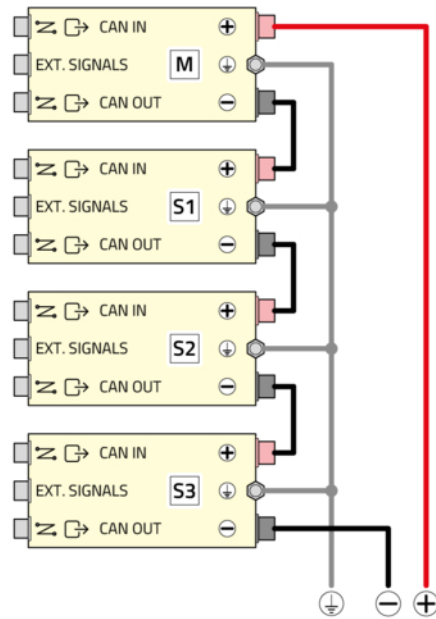 CAN IN +
EXT. SIGNALS M
CAN OUT −
CAN IN +
EXT. SIGNALS S1
CAN OUT −
CAN IN +
EXT. SIGNALS S2
CAN OUT −
CAN IN +
EXT. SIGNALS S3
CAN OUT −
− +